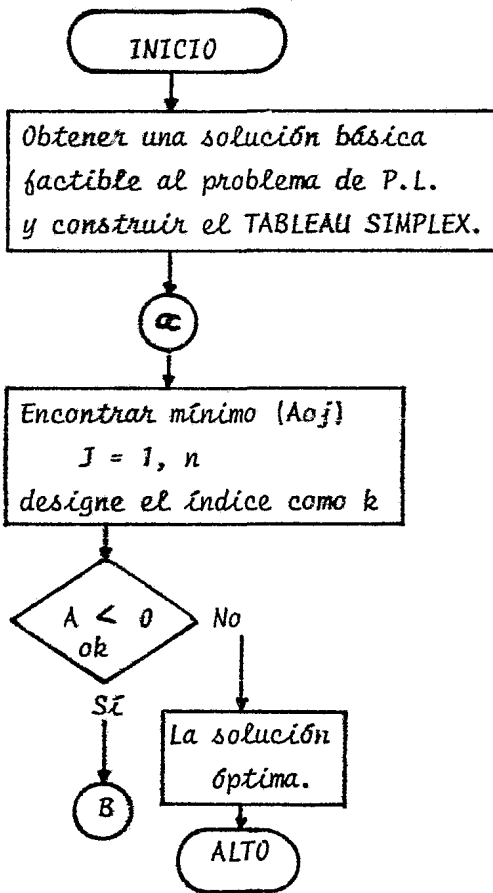 INICIO
Obtener una solución básica
factible al problema de P.L.
y construir el TABLEAU SIMPLEX.
α
Encontrar mínimo (Aoj)
J = 1, n
designe el índice como k
A < 0
ok
No
Sí
La solución
óptima.
B
ALTO